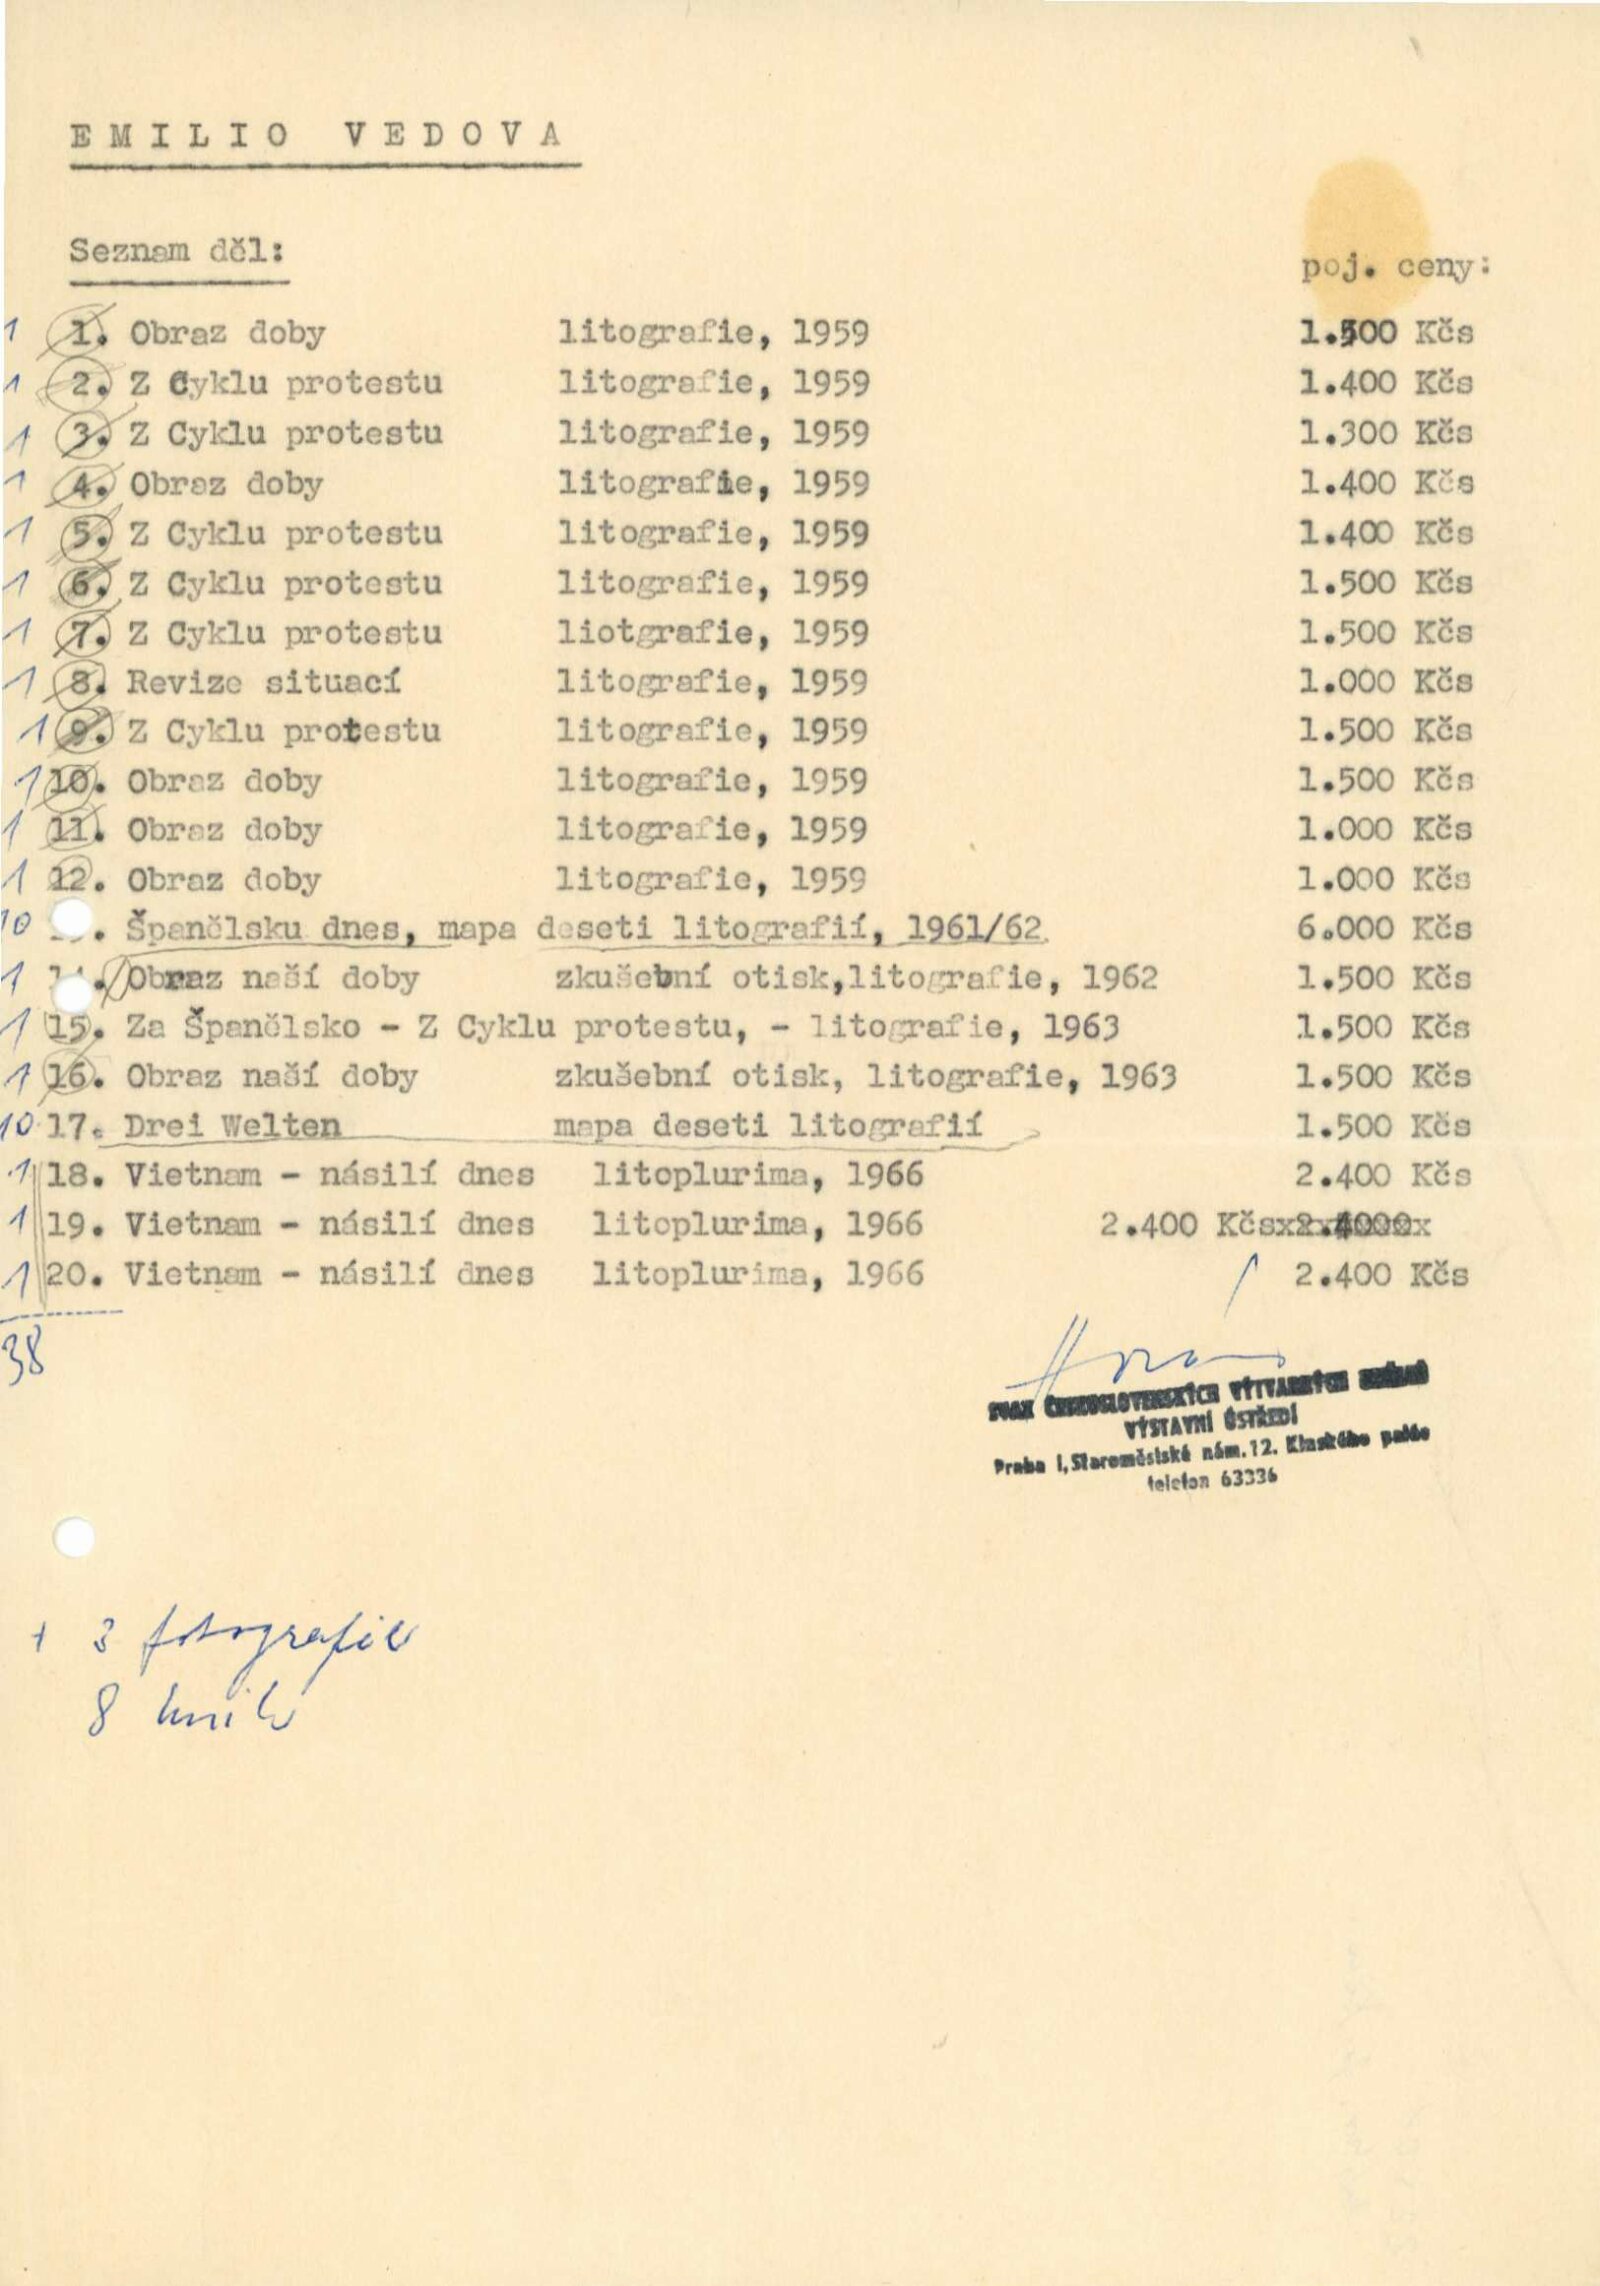 EMILIO VEDOVA
Seznam děl:
poj. ceny:
1 1. Obraz doby litografie, 1959 1.500 Kčs
1 2. Z Cyklu protestu litografie, 1959 1.400 Kčs
1 3. Z Cyklu protestu litografie, 1959 1.300 Kčs
1 4. Obraz doby litografie, 1959 1.400 Kčs
1 5. Z Cyklu protestu litografie, 1959 1.400 Kčs
1 6. Z Cyklu protestu litografie, 1959 1.500 Kčs
1 7. Z Cyklu protestu liotgrafie, 1959 1.500 Kčs
1 8. Revize situací litografie, 1959 1.000 Kčs
1 9. Z Cyklu protestu litografie, 1959 1.500 Kčs
1 10. Obraz doby litografie, 1959 1.500 Kčs
1 11. Obraz doby litografie, 1959 1.000 Kčs
1 12. Obraz doby litografie, 1959 1.000 Kčs
10 . Španělsku dnes, mapa deseti litografií, 1961/62 6.000 Kčs
1 14. Obraz naší doby zkušební otisk,litografie, 1962 1.500 Kčs
1 15. Za Španělsko - Z Cyklu protestu, - litografie, 1963 1.500 Kčs
1 16. Obraz naší doby zkušební otisk, litografie, 1963 1.500 Kčs
10 17. Drei Welten mapa deseti litografií 1.500 Kčs
1 18. Vietnam - násilí dnes litoplurima, 1966 2.400 Kčs
1 19. Vietnam - násilí dnes litoplurima, 1966 2.400 Kčs
1 20. Vietnam - násilí dnes litoplurima, 1966 2.400 Kčs
38
SVAZ ČESKOSLOVENSKÝCH VÝTVARNÝCH UMĚLCŮ
VÝSTAVNÍ ÚSTŘEDÍ
Praha I, Staroměstské nám. 12. Kinského palác
telefon 63336
+ 3 fotografie
8 knih